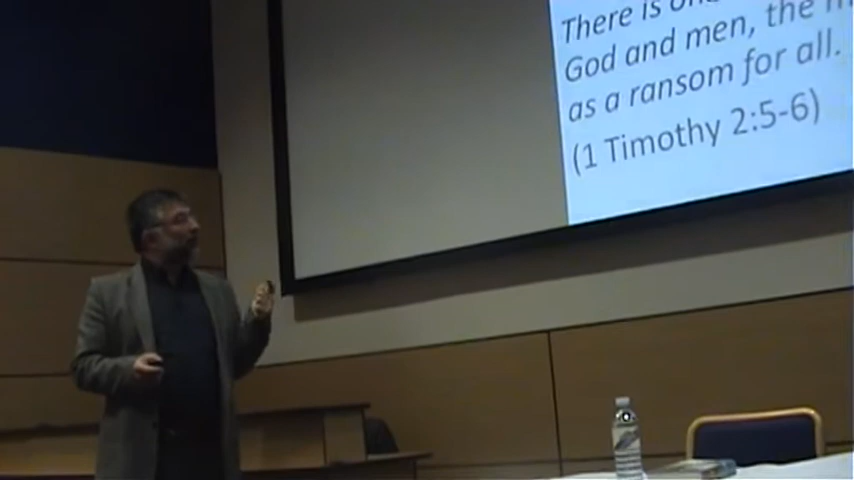 There is
God and men, the
as a ransom for all.
(1 Timothy 2:5-6)